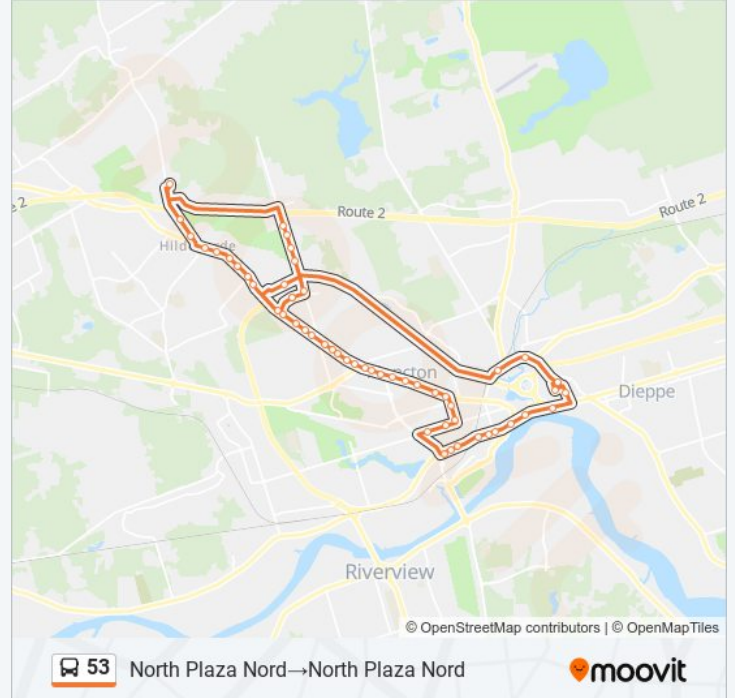 Route 2
Route 2
2
Dieppe
Riverview
© OpenStreetMap contributors | © OpenMapTiles
53 North Plaza Nord→North Plaza Nord
moovit